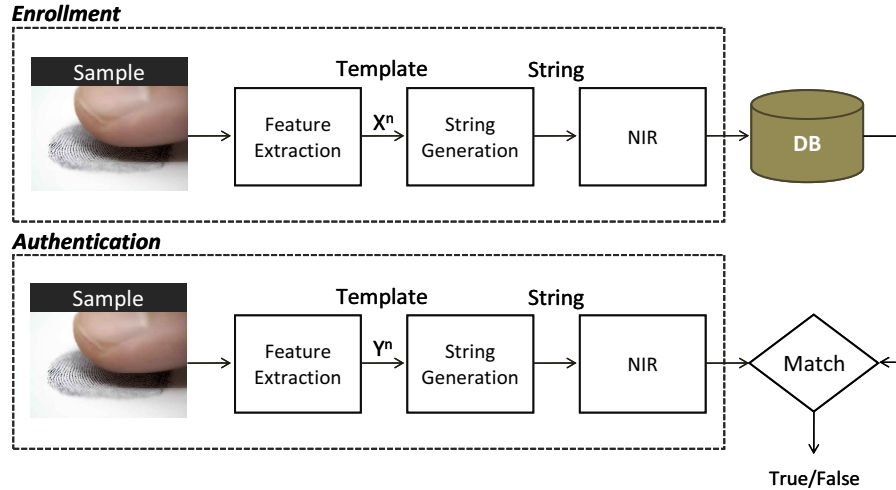 Enrollment
Sample
Template
String
Feature
Extraction
Xⁿ
String
Generation
NIR
DB
Authentication
Sample
Template
String
Feature
Extraction
Yⁿ
String
Generation
NIR
Match
True/False